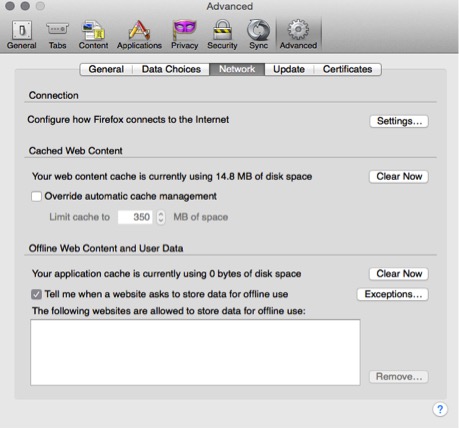 Advanced
General Tabs Content Applications Privacy Security Sync Advanced
General Data Choices Network Update Certificates
Connection
Configure how Firefox connects to the Internet Settings...
Cached Web Content
Your web content cache is currently using 14.8 MB of disk space Clear Now
Override automatic cache management
Limit cache to 350 MB of space
Offline Web Content and User Data
Your application cache is currently using 0 bytes of disk space Clear Now
Tell me when a website asks to store data for offline use Exceptions...
The following websites are allowed to store data for offline use:
Remove...
?